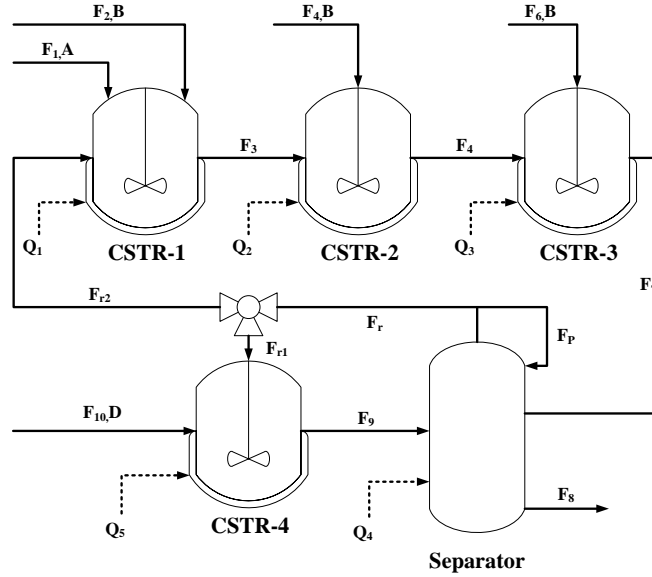 F₂,B
F₄,B
F₆,B
F₁,A
F₃
F₄
Q₁
CSTR-1
Q₂
CSTR-2
Q₃
CSTR-3
Fᵣ₂
Fᵣ
F_P
Fᵣ₁
F₁₀,D
F₉
F₈
Q₅
CSTR-4
Q₄
Separator